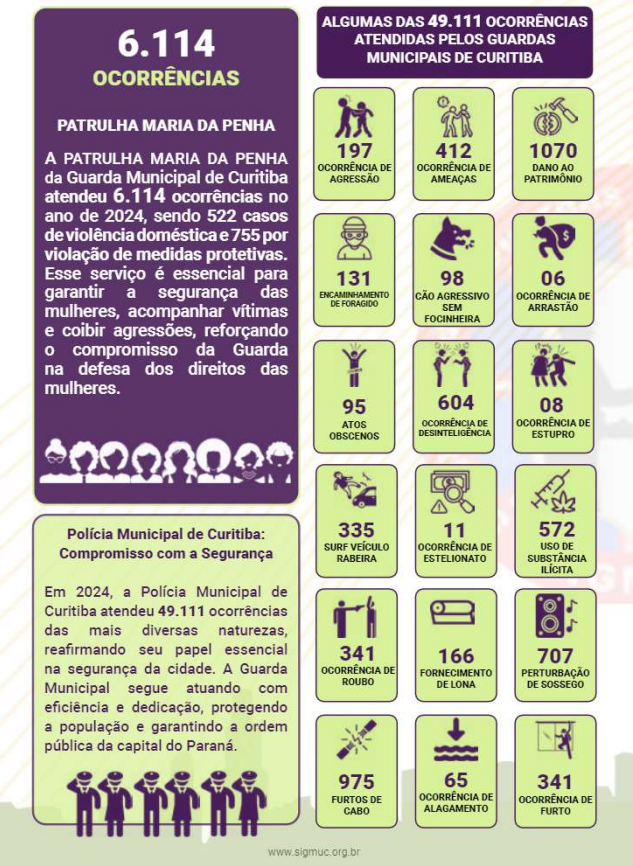 6.114
OCORRÊNCIAS
PATRULHA MARIA DA PENHA
A PATRULHA MARIA DA PENHA
da Guarda Municipal de Curitiba
atendeu 6.114 ocorrências no
ano de 2024, sendo 522 casos
de violência doméstica e 755 por
violação de medidas protetivas.
Esse serviço é essencial para
garantir a segurança das
mulheres, acompanhar vítimas
e coibir agressões, reforçando
o compromisso da Guarda
na defesa dos direitos das
mulheres.
Polícia Municipal de Curitiba:
Compromisso com a Segurança
Em 2024, a Polícia Municipal de
Curitiba atendeu 49.111 ocorrências
das mais diversas naturezas,
reafirmando seu papel essencial
na segurança da cidade. A Guarda
Municipal segue atuando com
eficiência e dedicação, protegendo
a população e garantindo a ordem
pública da capital do Paraná.
ALGUMAS DAS 49.111 OCORRÊNCIAS
ATENDIDAS PELOS GUARDAS
MUNICIPAIS DE CURITIBA
197
OCORRÊNCIA DE
AGRESSÃO
412
OCORRÊNCIA DE
AMEAÇAS
1070
DANO AO
PATRIMÔNIO
131
ENCAMINHAMENTO
DE FORAGIDO
98
CÃO AGRESSIVO
SEM
FOCINHEIRA
06
OCORRÊNCIA DE
ARRASTÃO
95
ATOS
OBSCENOS
604
OCORRÊNCIA DE
DESINTELIGÊNCIA
08
OCORRÊNCIA DE
ESTUPRO
335
SURF VEÍCULO
RABEIRA
11
OCORRÊNCIA DE
ESTELIONATO
572
USO DE
SUBSTÂNCIA
ILÍCITA
341
OCORRÊNCIA DE
ROUBO
166
FORNECIMENTO
DE LONA
707
PERTURBAÇÃO
DE SOSSEGO
975
FURTOS DE
CABO
65
OCORRÊNCIA DE
ALAGAMENTO
341
OCORRÊNCIA DE
FURTO
www.sigmuc.org.br